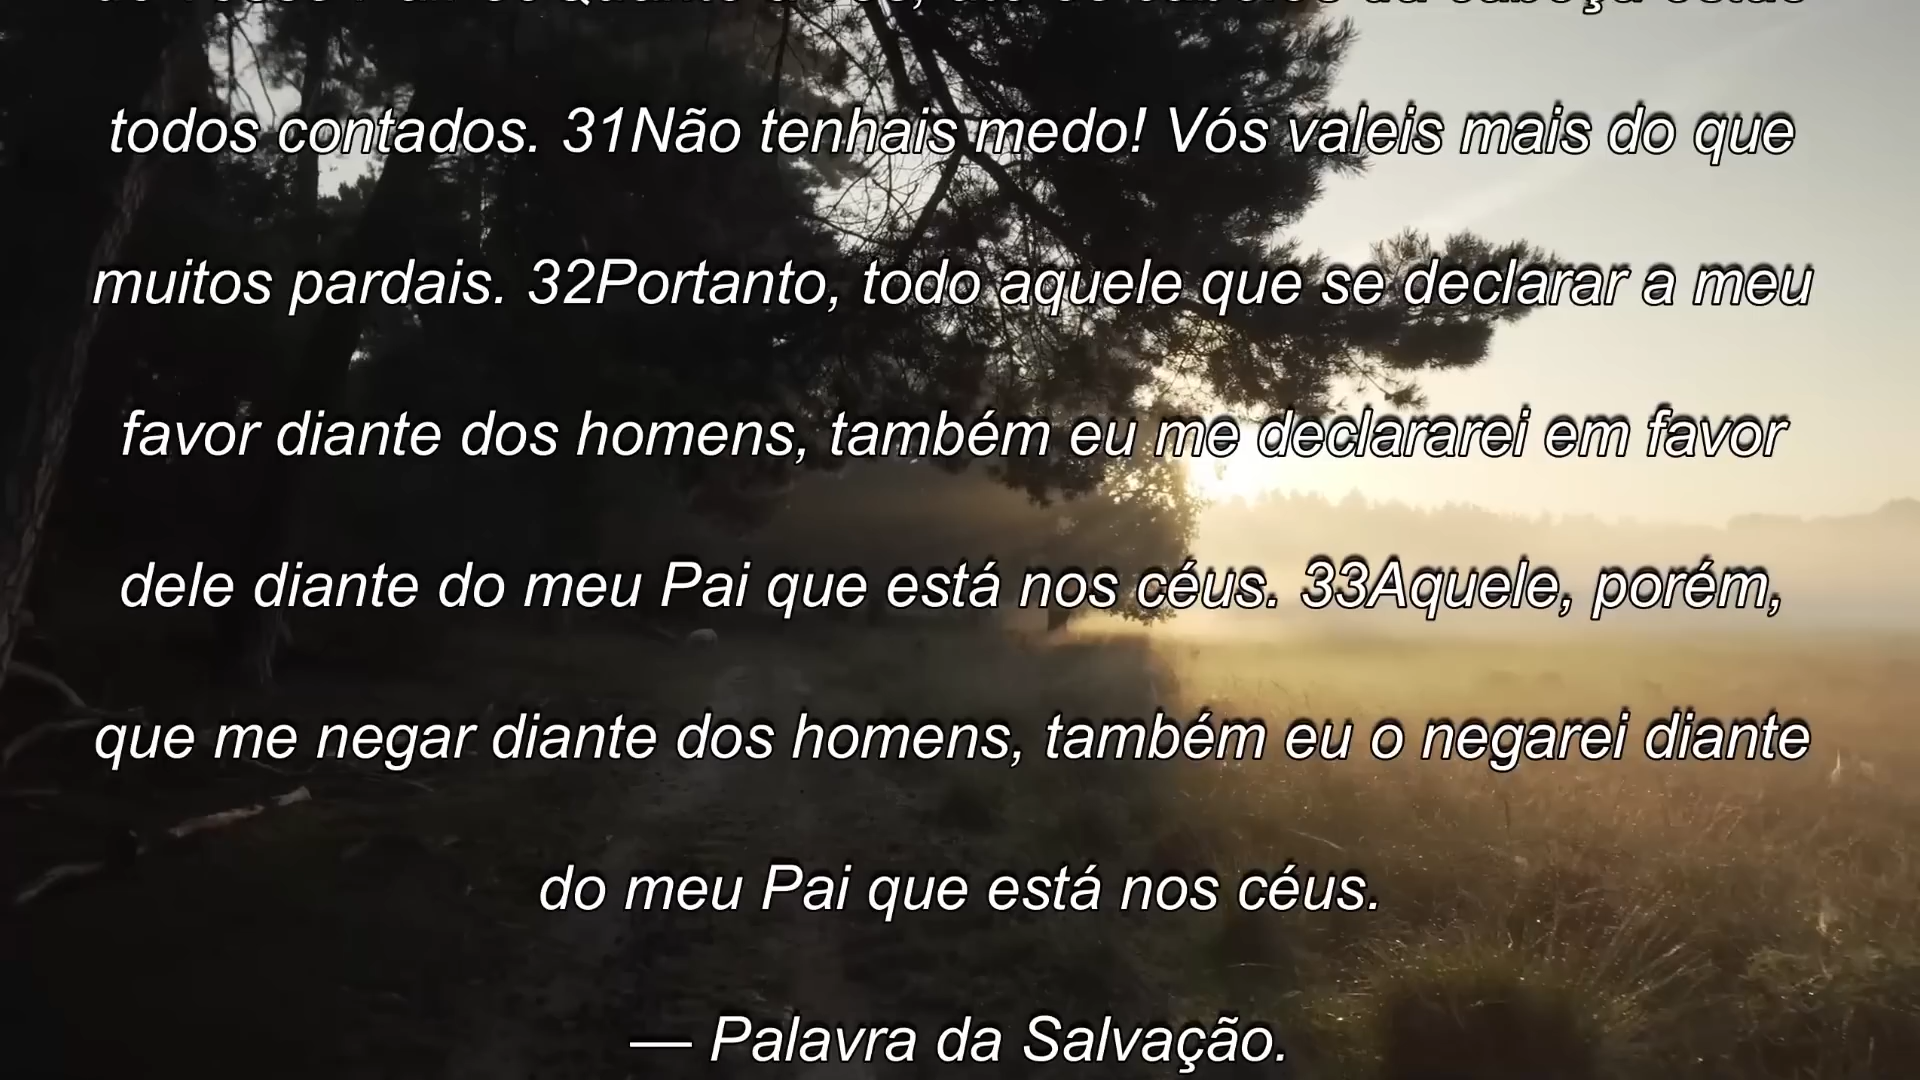 todos contados. 31Não tenhais medo! Vós valeis mais do que
muitos pardais. 32Portanto, todo aquele que se declarar a meu
favor diante dos homens, também eu me declararei em favor
dele diante do meu Pai que está nos céus. 33Aquele, porém,
que me negar diante dos homens, também eu o negarei diante
do meu Pai que está nos céus.
— Palavra da Salvação.